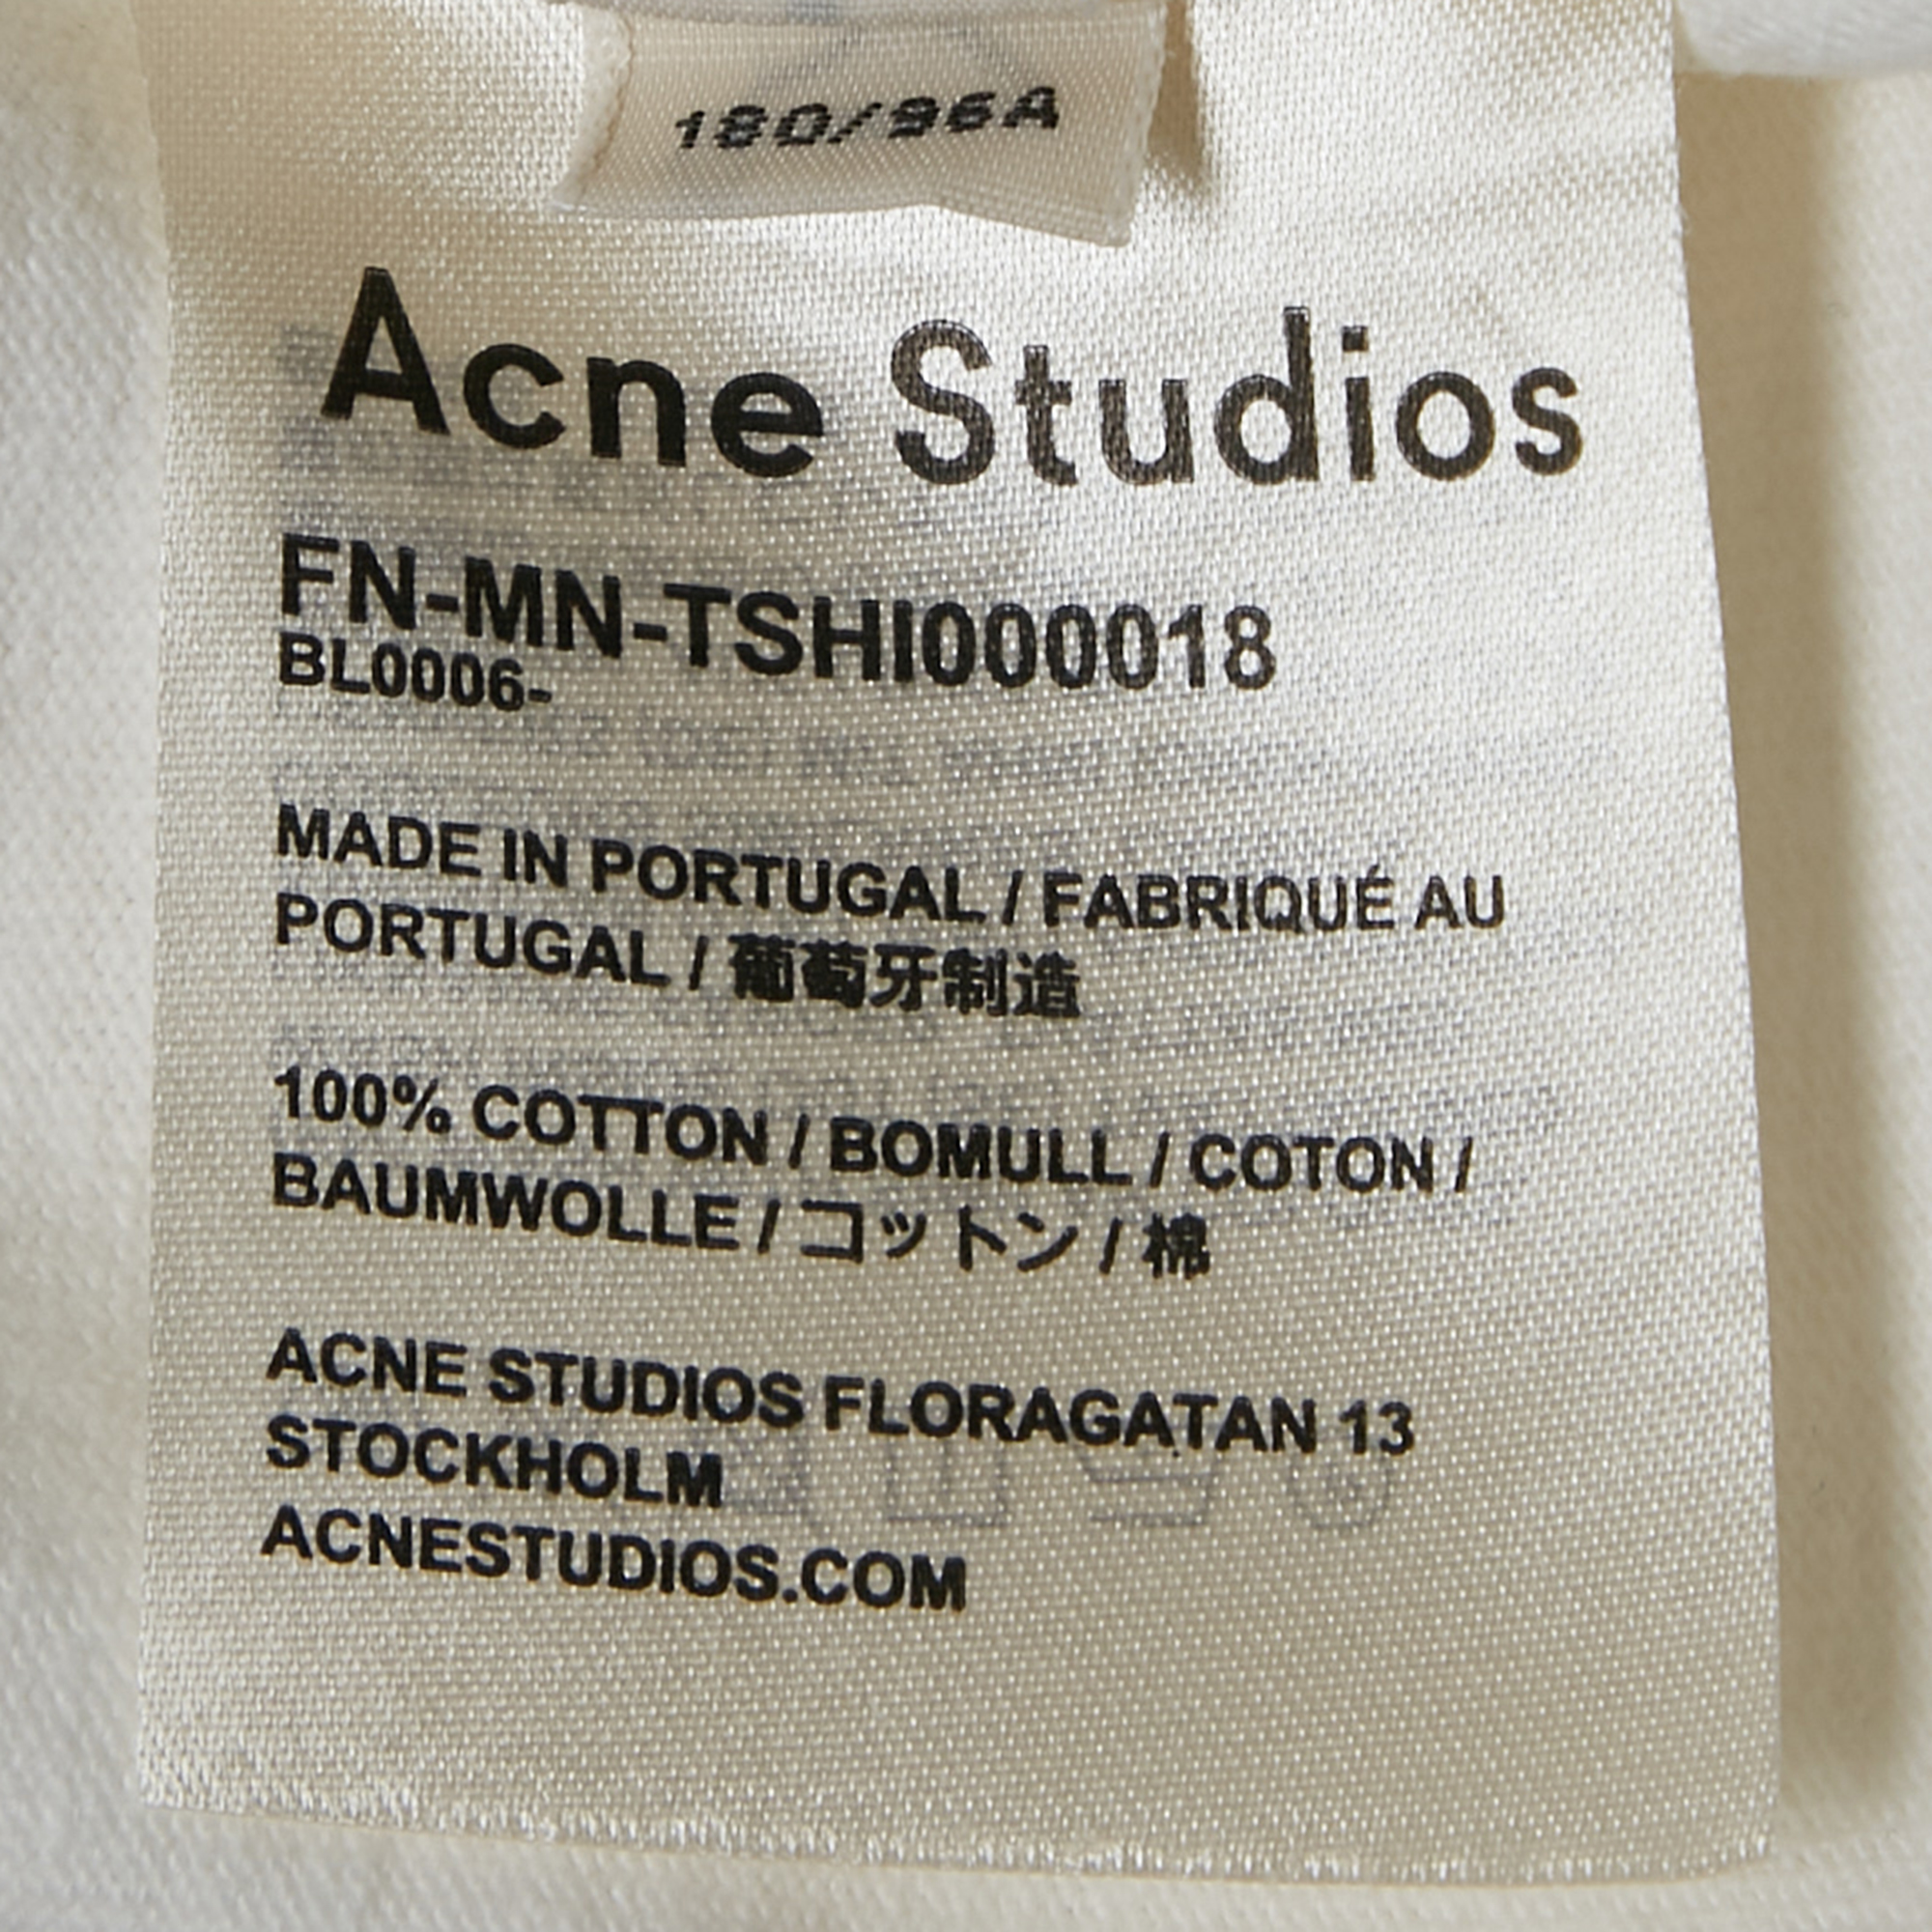 180/96A
Acne Studios
FN-MN-TSHI000018
BL0006-
MADE IN PORTUGAL / FABRIQUÉ AU
PORTUGAL / 葡萄牙制造
100% COTTON / BOMULL / COTON /
BAUMWOLLE / コットン / 棉
ACNE STUDIOS FLORAGATAN 13
STOCKHOLM
ACNESTUDIOS.COM